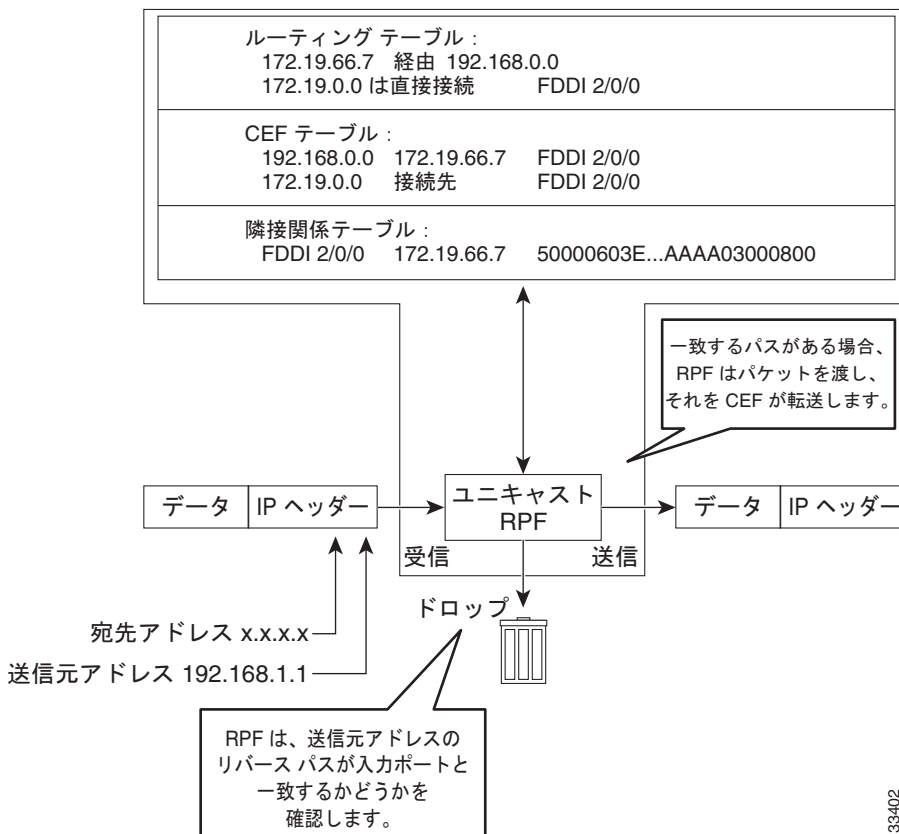 ルーティング テーブル：
172.19.66.7 経由 192.168.0.0
172.19.0.0 は直接接続 FDDI 2/0/0
CEF テーブル：
192.168.0.0 172.19.66.7 FDDI 2/0/0
172.19.0.0 接続先 FDDI 2/0/0
隣接関係テーブル：
FDDI 2/0/0 172.19.66.7 50000603E...AAAA03000800
一致するパスがある場合、
RPF はパケットを渡し、
それを CEF が転送します。
データ IP ヘッダー
ユニキャスト
RPF
データ IP ヘッダー
受信 送信
ドロップ
宛先アドレス x.x.x.x
送信元アドレス 192.168.1.1
RPF は、送信元アドレスの
リバース パスが入力ポートと
一致するかどうかを
確認します。
33402